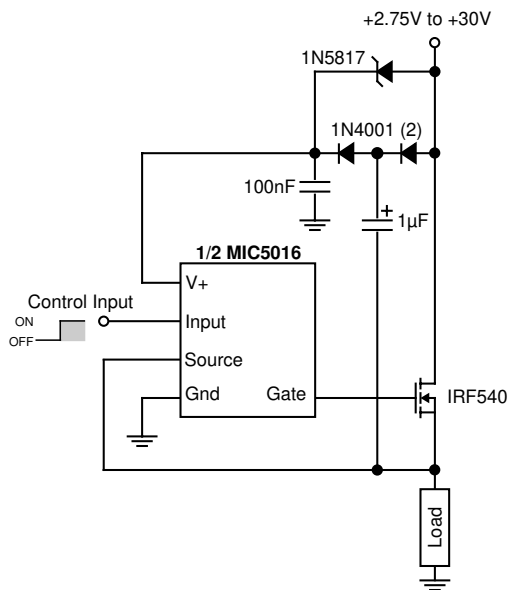 +2.75V to +30V
1N5817
1N4001 (2)
100nF
+
1µF
1/2 MIC5016
V+
Control Input
ON
OFF
Input
Source
Gnd
Gate
IRF540
Load